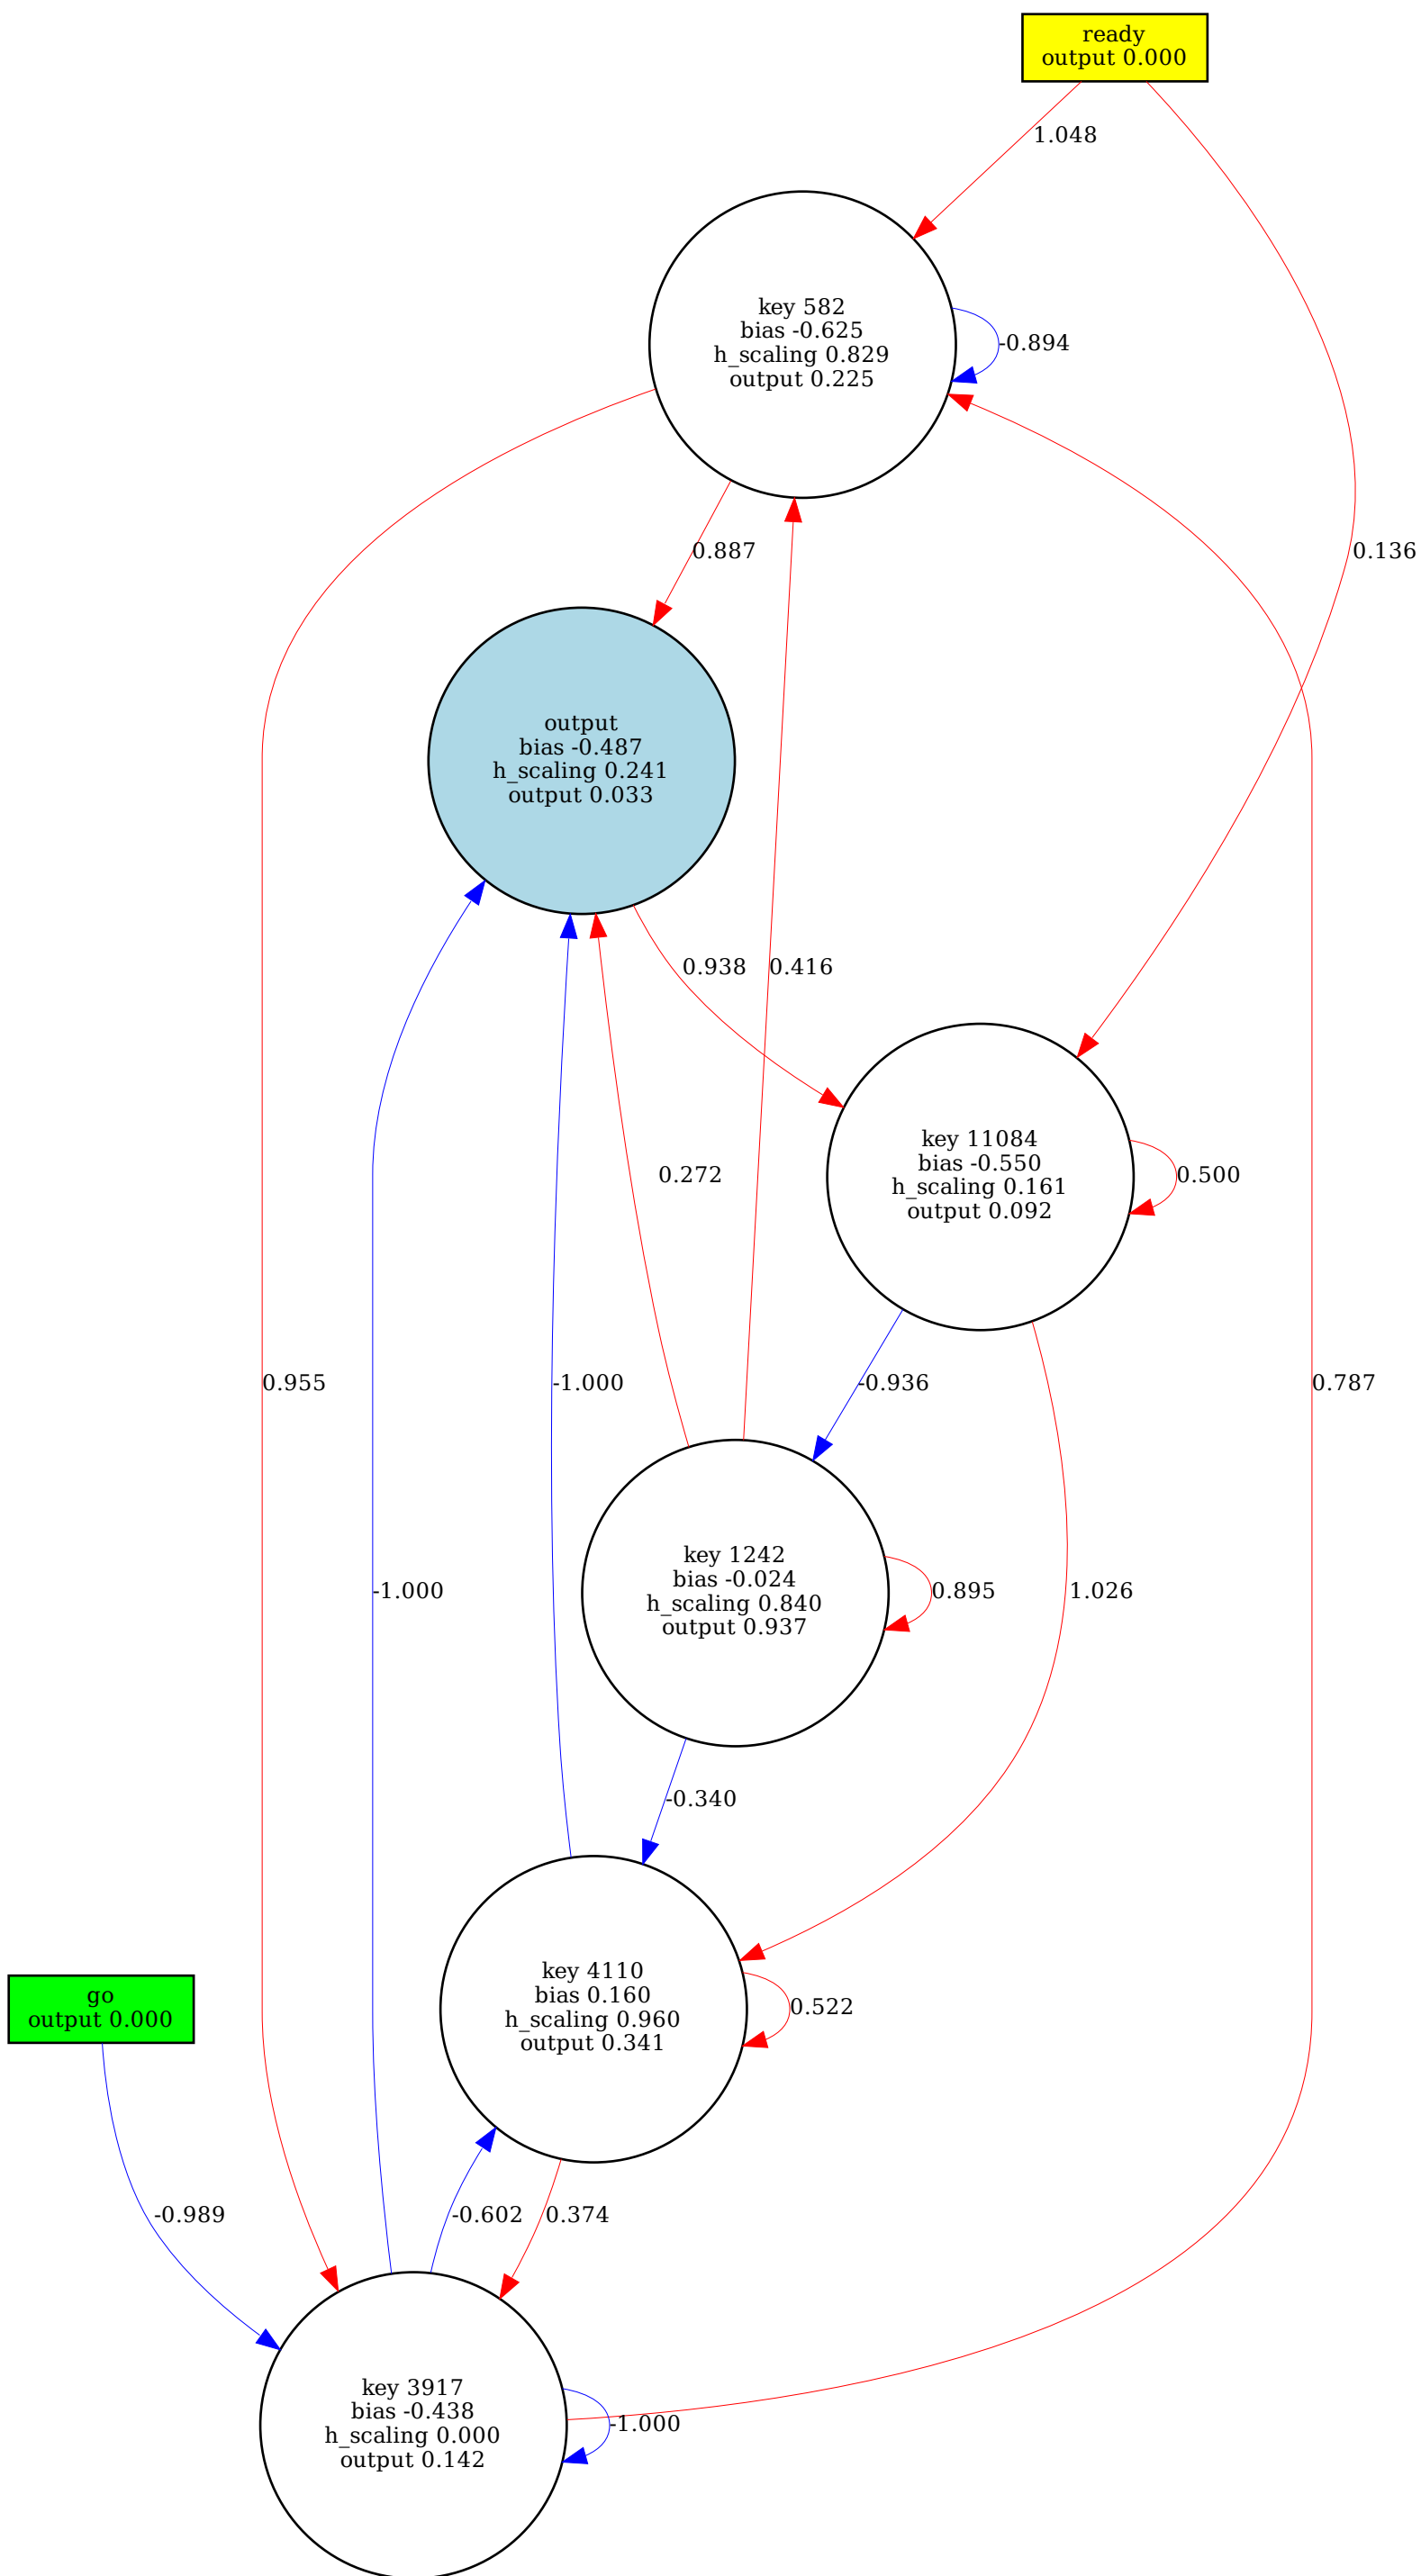 ready
output 0.000
1.048
key 582
bias -0.625
h_scaling 0.829
output 0.225
-0.894
0.887
0.136
output
bias -0.487
h_scaling 0.241
output 0.033
0.938
0.416
key 11084
bias -0.550
h_scaling 0.161
output 0.092
0.500
0.272
0.955
-1.000
-0.936
0.787
key 1242
bias -0.024
h_scaling 0.840
output 0.937
0.895
-1.000
1.026
-0.340
key 4110
bias 0.160
h_scaling 0.960
output 0.341
0.522
go
output 0.000
-0.989
-0.602
0.374
key 3917
bias -0.438
h_scaling 0.000
output 0.142
-1.000